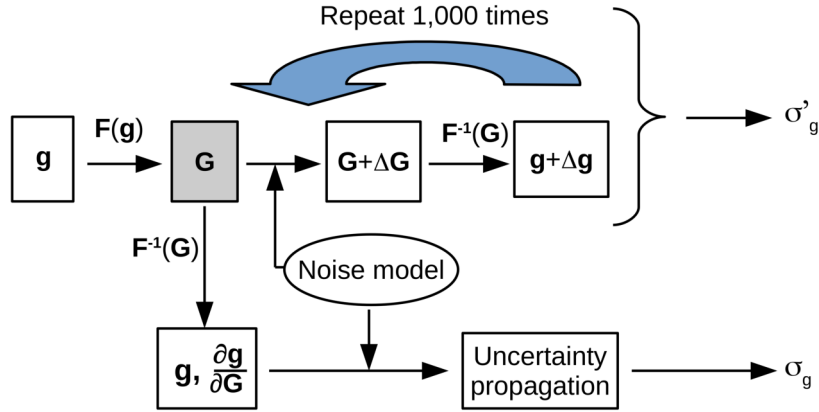 Repeat 1,000 times
F(g)
g
G
G+ΔG
F⁻¹(G)
g+Δg
σ'g
F⁻¹(G)
Noise model
g, ∂g/∂G
Uncertainty
propagation
σg